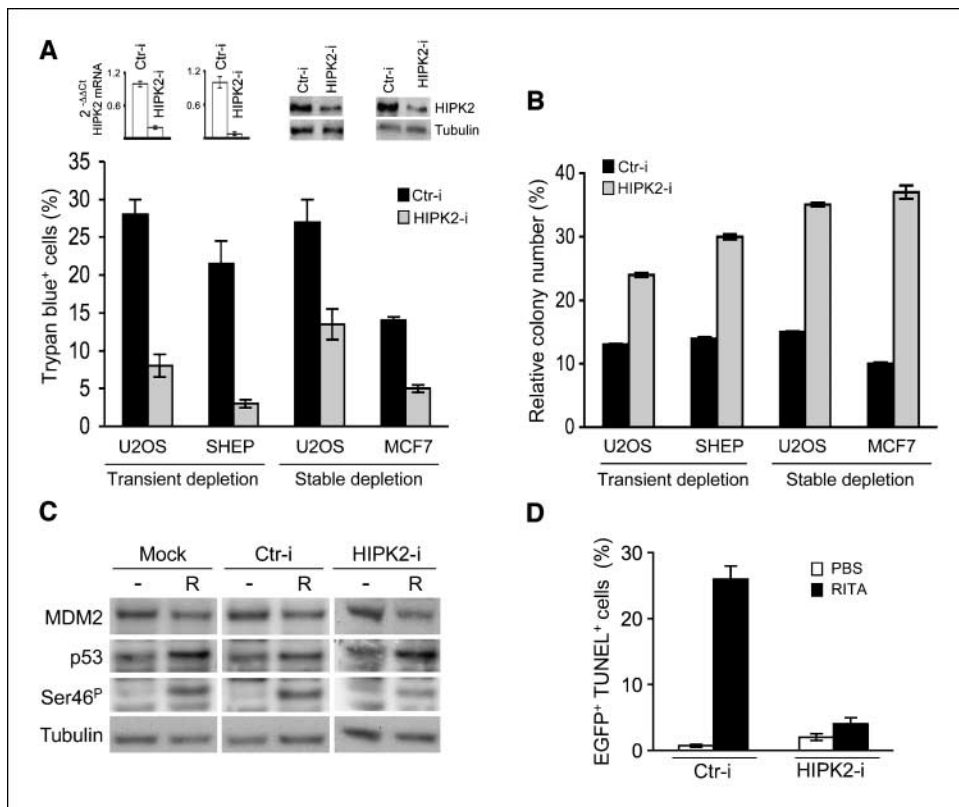 A
2 -ΔΔCt
HIPK2 mRNA
1.2
0.6
Ctr-i
HIPK2-i
1.2
0.6
Ctr-i
HIPK2-i
Ctr-i
HIPK2-i
Ctr-i
HIPK2-i
HIPK2
Tubulin
Trypan blue+ cells (%)
35
30
25
20
15
10
5
0
Ctr-i
HIPK2-i
U2OS SHEP U2OS MCF7
Transient depletion Stable depletion
B
Relative colony number (%)
40
30
20
10
0
Ctr-i
HIPK2-i
U2OS SHEP U2OS MCF7
Transient depletion Stable depletion
C
Mock Ctr-i HIPK2-i
- R - R - R
MDM2
p53
Ser46P
Tubulin
D
EGFP+ TUNEL+ cells (%)
30
20
10
0
PBS
RITA
Ctr-i HIPK2-i